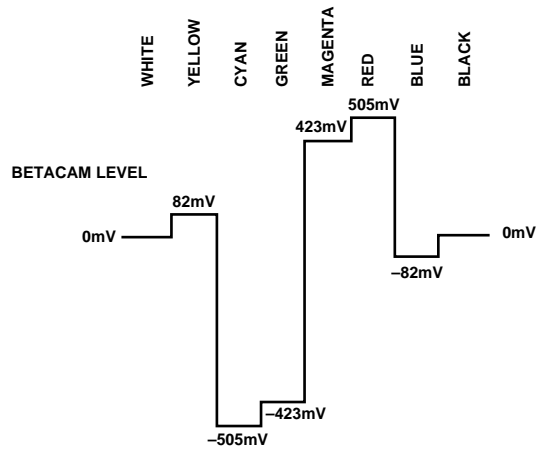 WHITE
YELLOW
CYAN
GREEN
MAGENTA
RED
BLUE
BLACK
505mV
423mV
BETACAM LEVEL
82mV
0mV
0mV
–82mV
–423mV
–505mV